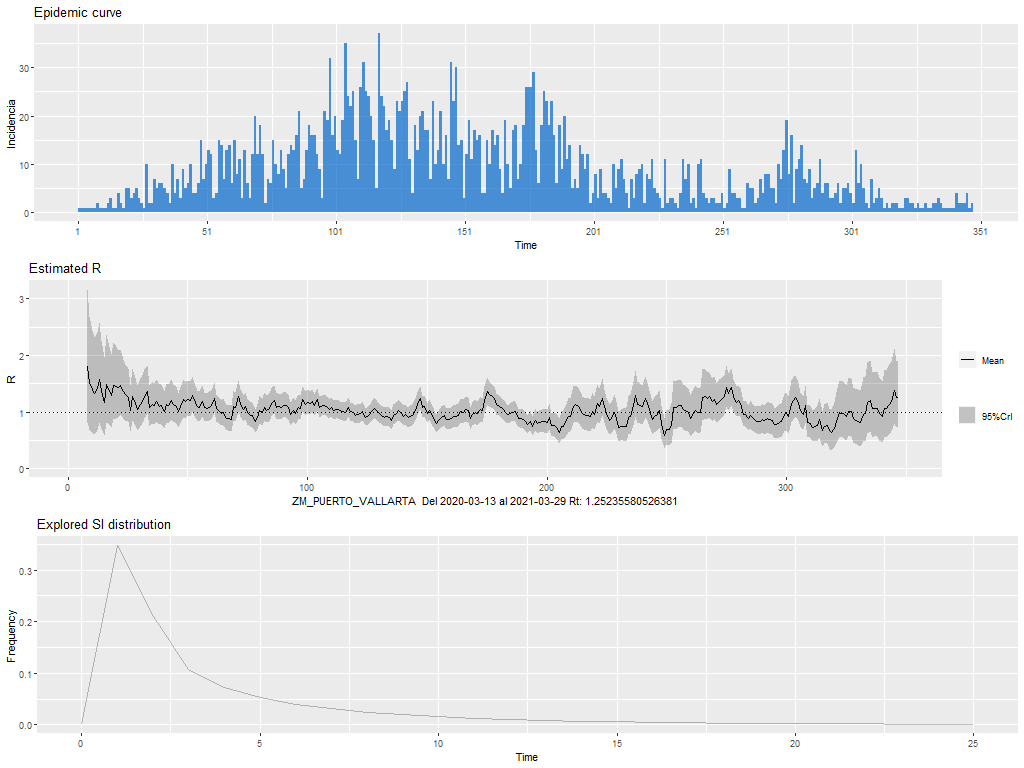 Epidemic curve
30
20
10
0
Incidencia
1 51 101 151 201 251 301 351
Time
Estimated R
3
2
1
0
R
Mean
95%CrI
0 100 200 300
ZM_PUERTO_VALLARTA Del 2020-03-13 al 2021-03-29 Rt: 1.25235580526381
Explored SI distribution
0.3
0.2
0.1
0.0
Frequency
0 5 10 15 20 25
Time